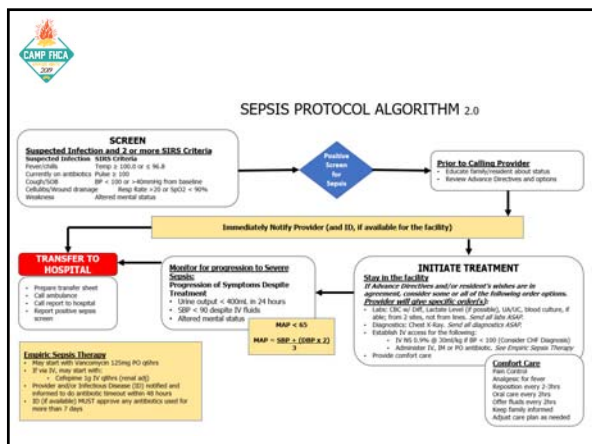 CAMP FHCA
2019
SEPSIS PROTOCOL ALGORITHM 2.0
SCREEN
Suspected Infection and 2 or more SIRS Criteria
Suspected Infection SIRS Criteria
Fever/chills Temp ≥ 100.0 or ≤ 96.8
Currently on antibiotics Pulse ≥ 100
Cough/SOB BP < 100 or >40mmHg from baseline
Cellulitis/Wound drainage Resp Rate >20 or SpO2 < 90%
Weakness Altered mental status
Positive
Screen
for
Sepsis
Prior to Calling Provider
• Educate family/resident about status
• Review Advance Directives and options
Immediately Notify Provider (and ID, if available for the facility)
TRANSFER TO
HOSPITAL
• Prepare transfer sheet
• Call ambulance
• Call report to hospital
• Report positive sepsis
screen
Monitor for progression to Severe
Sepsis:
Progression of Symptoms Despite
Treatment
• Urine output < 400mL in 24 hours
• SBP < 90 despite IV fluids
• Altered mental status
MAP < 65
MAP = SBP + (DBP x 2)
3
INITIATE TREATMENT
Stay in the facility
If Advance Directives and/or resident's wishes are in
agreement, consider some or all of the following order options.
Provider will give specific order(s):
• Labs: CBC w/ Diff, Lactate Level (if possible), UA/UC, blood culture, if
able; from 2 sites, not from lines. Send all labs ASAP.
• Diagnostics: Chest X-Ray. Send all diagnostics ASAP.
• Establish IV access for the following:
• IV NS 0.9% @ 30ml/kg if BP < 100 (Consider CHF Diagnosis)
• Administer IV, IM or PO antibiotic, See Empiric Sepsis Therapy
• Provide comfort care
Empiric Sepsis Therapy
• May start with Vancomycin 125mg PO q6hrs
• If via IV, may start with:
• Cefepime 1g IV q8hrs (renal adj)
• Provider and/or Infectious Disease (ID) notified and
informed to do antibiotic timeout within 48 hours
• ID (if available) MUST approve any antibiotics used for
more than 7 days
Comfort Care
Pain Control
Analgesic for fever
Reposition every 2-3hrs
Oral care every 2hrs
Offer fluids every 2hrs
Keep family informed
Adjust care plan as needed